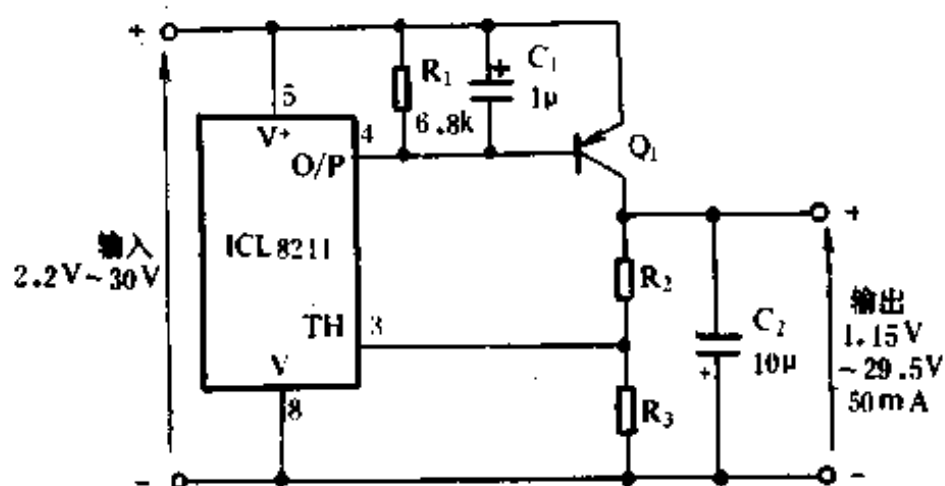 +
5
V+
4
O/P
R1
6.8k
C1
+
1μ
Q1
+
输入
2.2V~30V
ICL8211
TH
3
V
8
R2
R3
C2
10μ
+
输出
1.15V
~29.5V
50mA
-
-